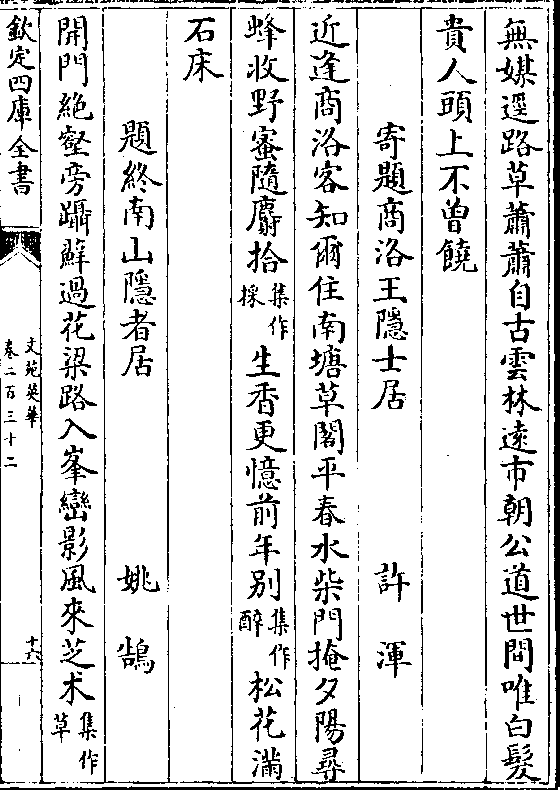 無媒逕路草蕭蕭自古雲林遠市朝公道世間唯白髮
貴人頭上不曾饒
寄題商洛王隱士居 許渾
近逢商洛客知爾住南塘草閣平春水柴門掩夕陽尋
蜂收野蜜隨麝拾集作採生香更憶前年別集作醉松花滿
石床
題終南山隱者居 姚鵠
開門絶壑旁躡蘚過花梁路入峯巒影風來芝术集作草
欽定四庫全書
文苑英華
卷二百三十二
十六